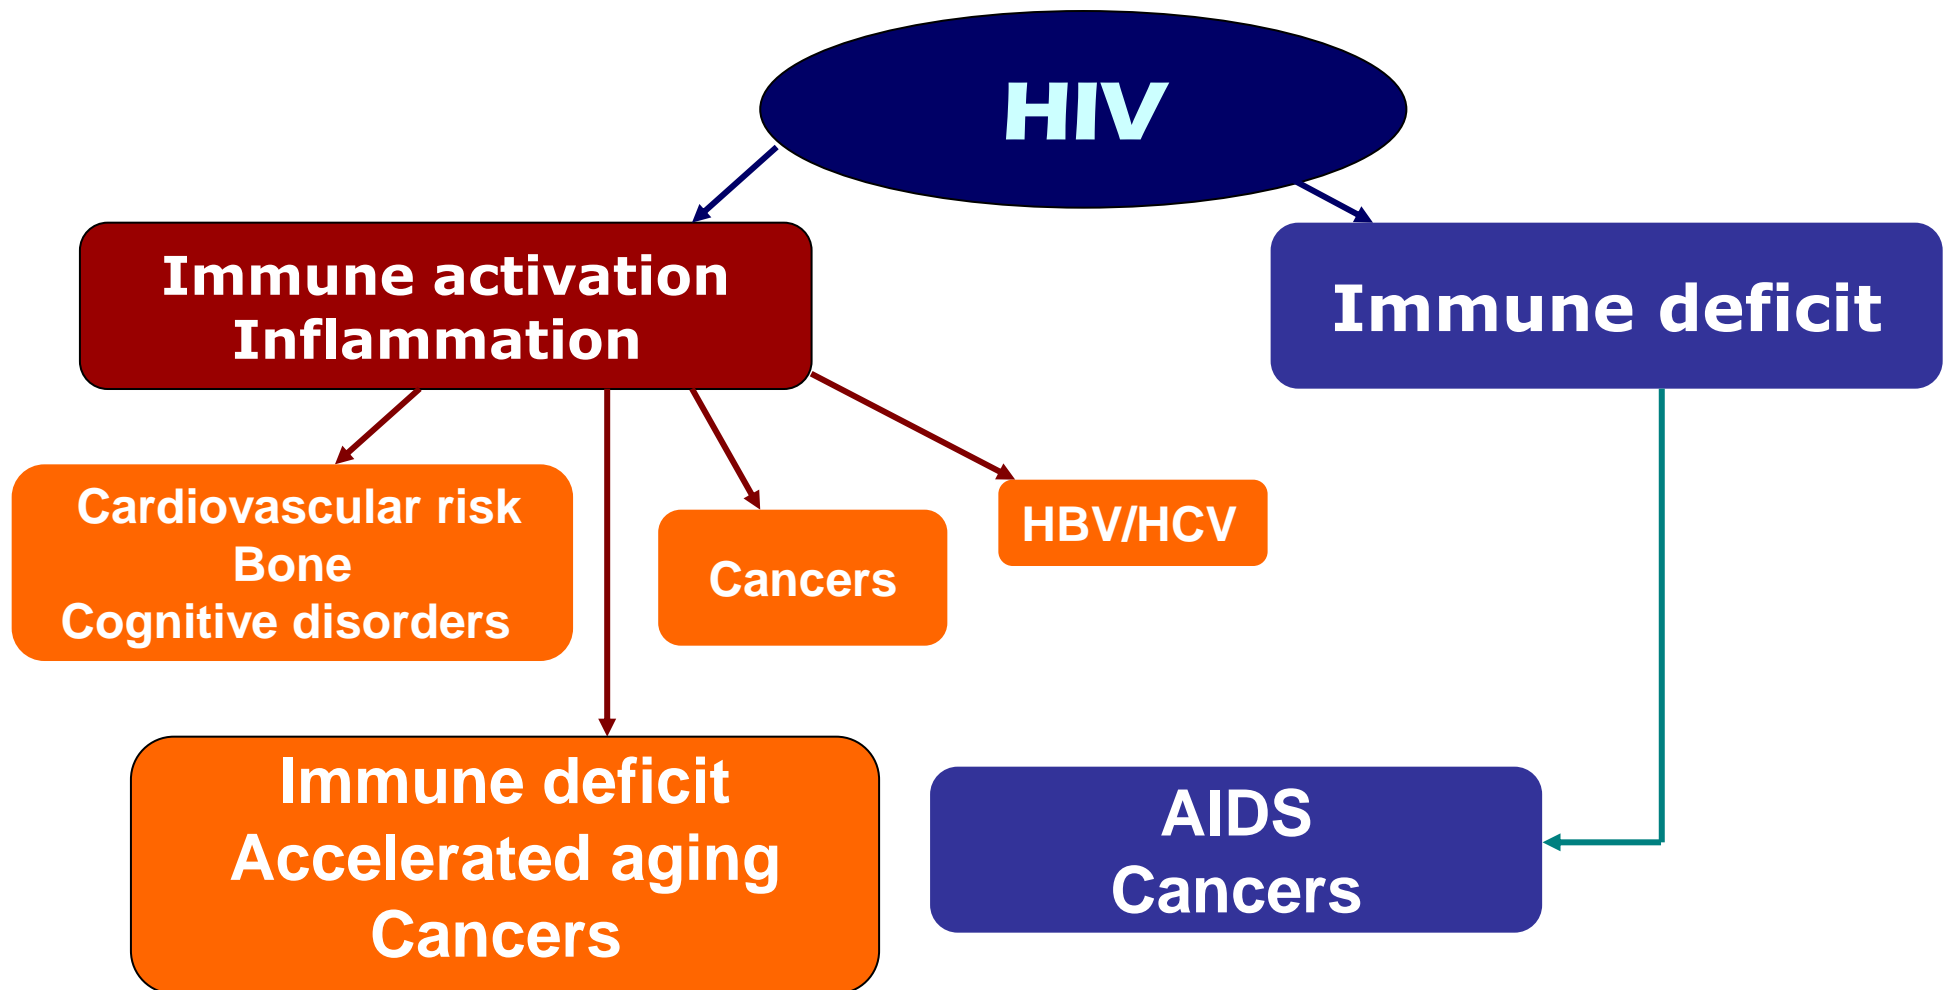 HIV
Immune activation
Inflammation
Immune deficit
Cardiovascular risk
Bone
Cognitive disorders
Cancers
HBV/HCV
Immune deficit
Accelerated aging
Cancers
AIDS
Cancers